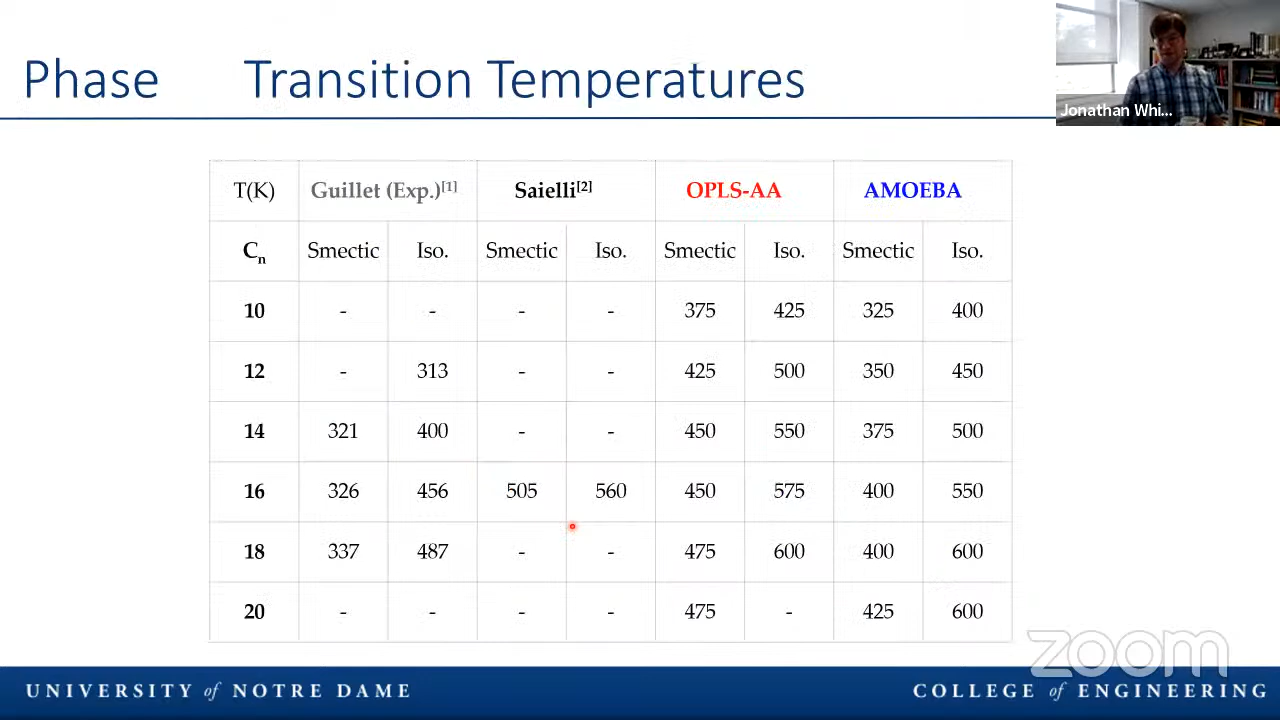 Phase Transition Temperatures
Jonathan Whi...
T(K) Guillet (Exp.)[1] Saielli[2] OPLS-AA AMOEBA
Cn Smectic Iso. Smectic Iso. Smectic Iso. Smectic Iso.
10 - - - - 375 425 325 400
12 - 313 - - 425 500 350 450
14 321 400 - - 450 550 375 500
16 326 456 505 560 450 575 400 550
18 337 487 - - 475 600 400 600
20 - - - - 475 - 425 600
zoom
UNIVERSITY of NOTRE DAME COLLEGE of ENGINEERING